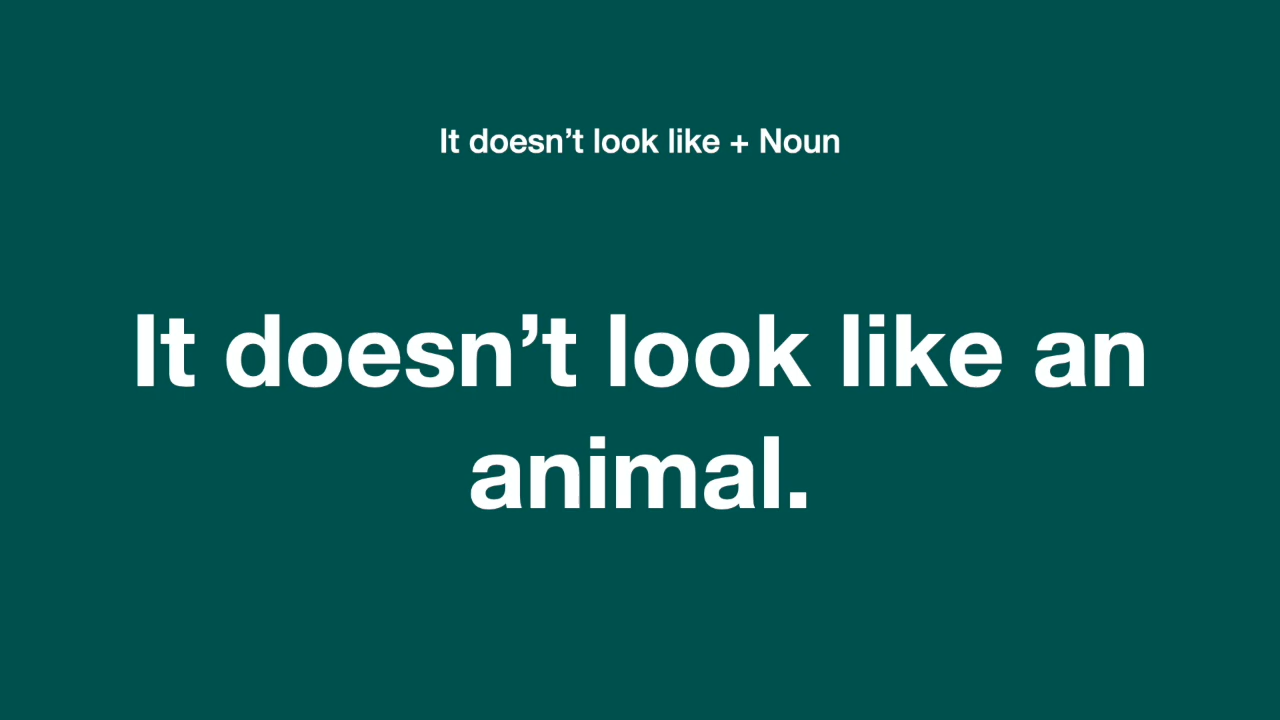 It doesn’t look like + Noun
It doesn’t look like an
animal.